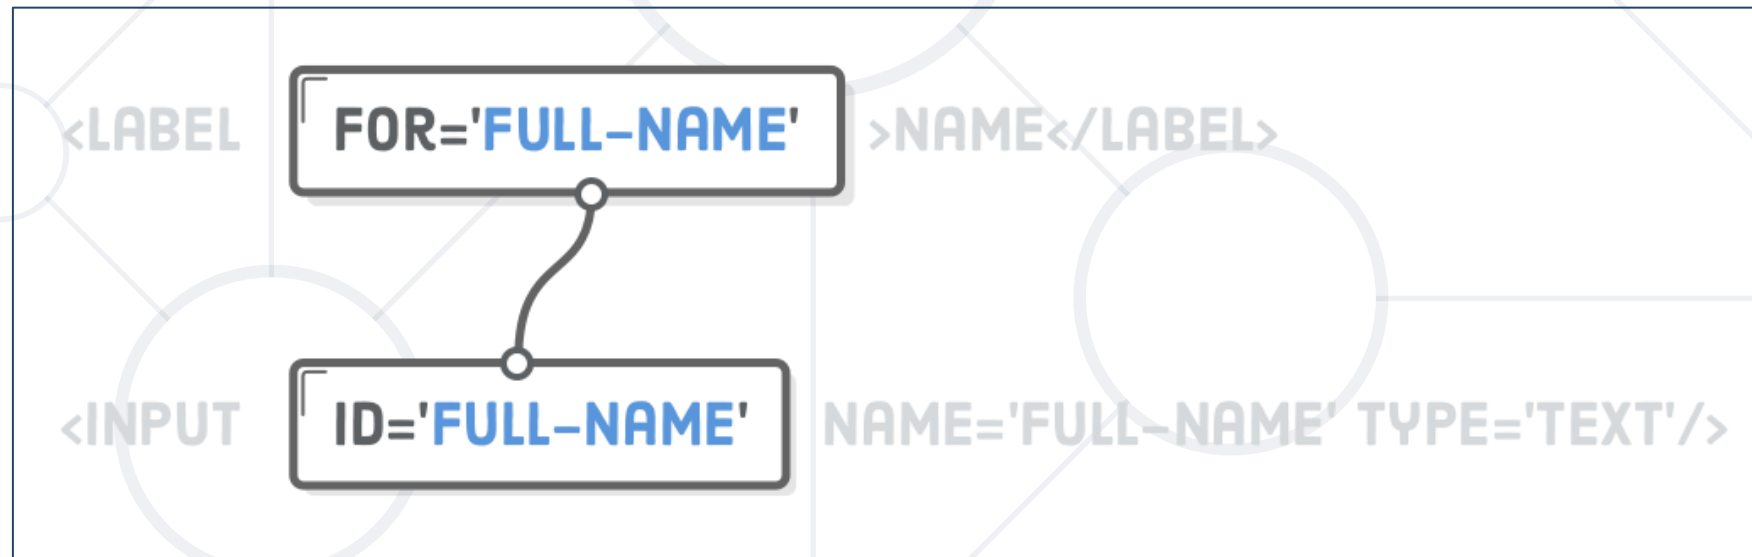 <LABEL FOR='FULL-NAME' >NAME</LABEL>
<INPUT ID='FULL-NAME' NAME='FULL-NAME' TYPE='TEXT'/>